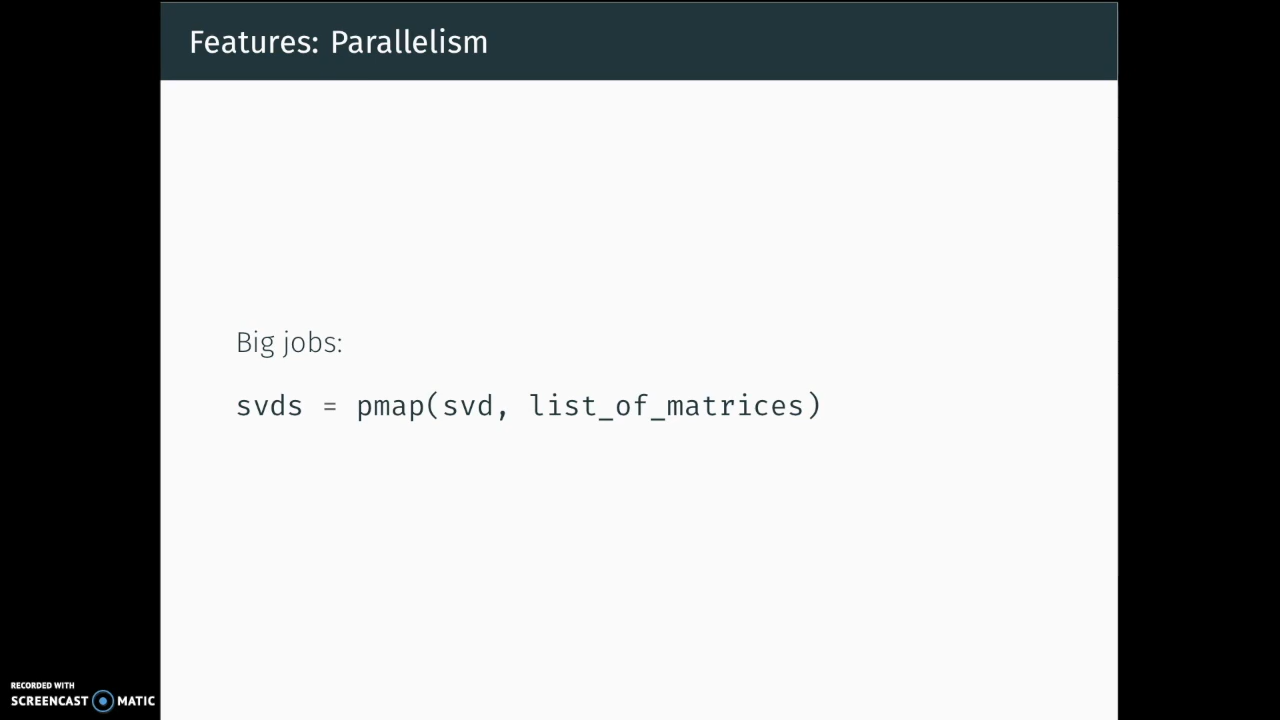 Features: Parallelism
Big jobs:
svds = pmap(svd, list_of_matrices)
RECORDED WITH
SCREENCAST MATIC